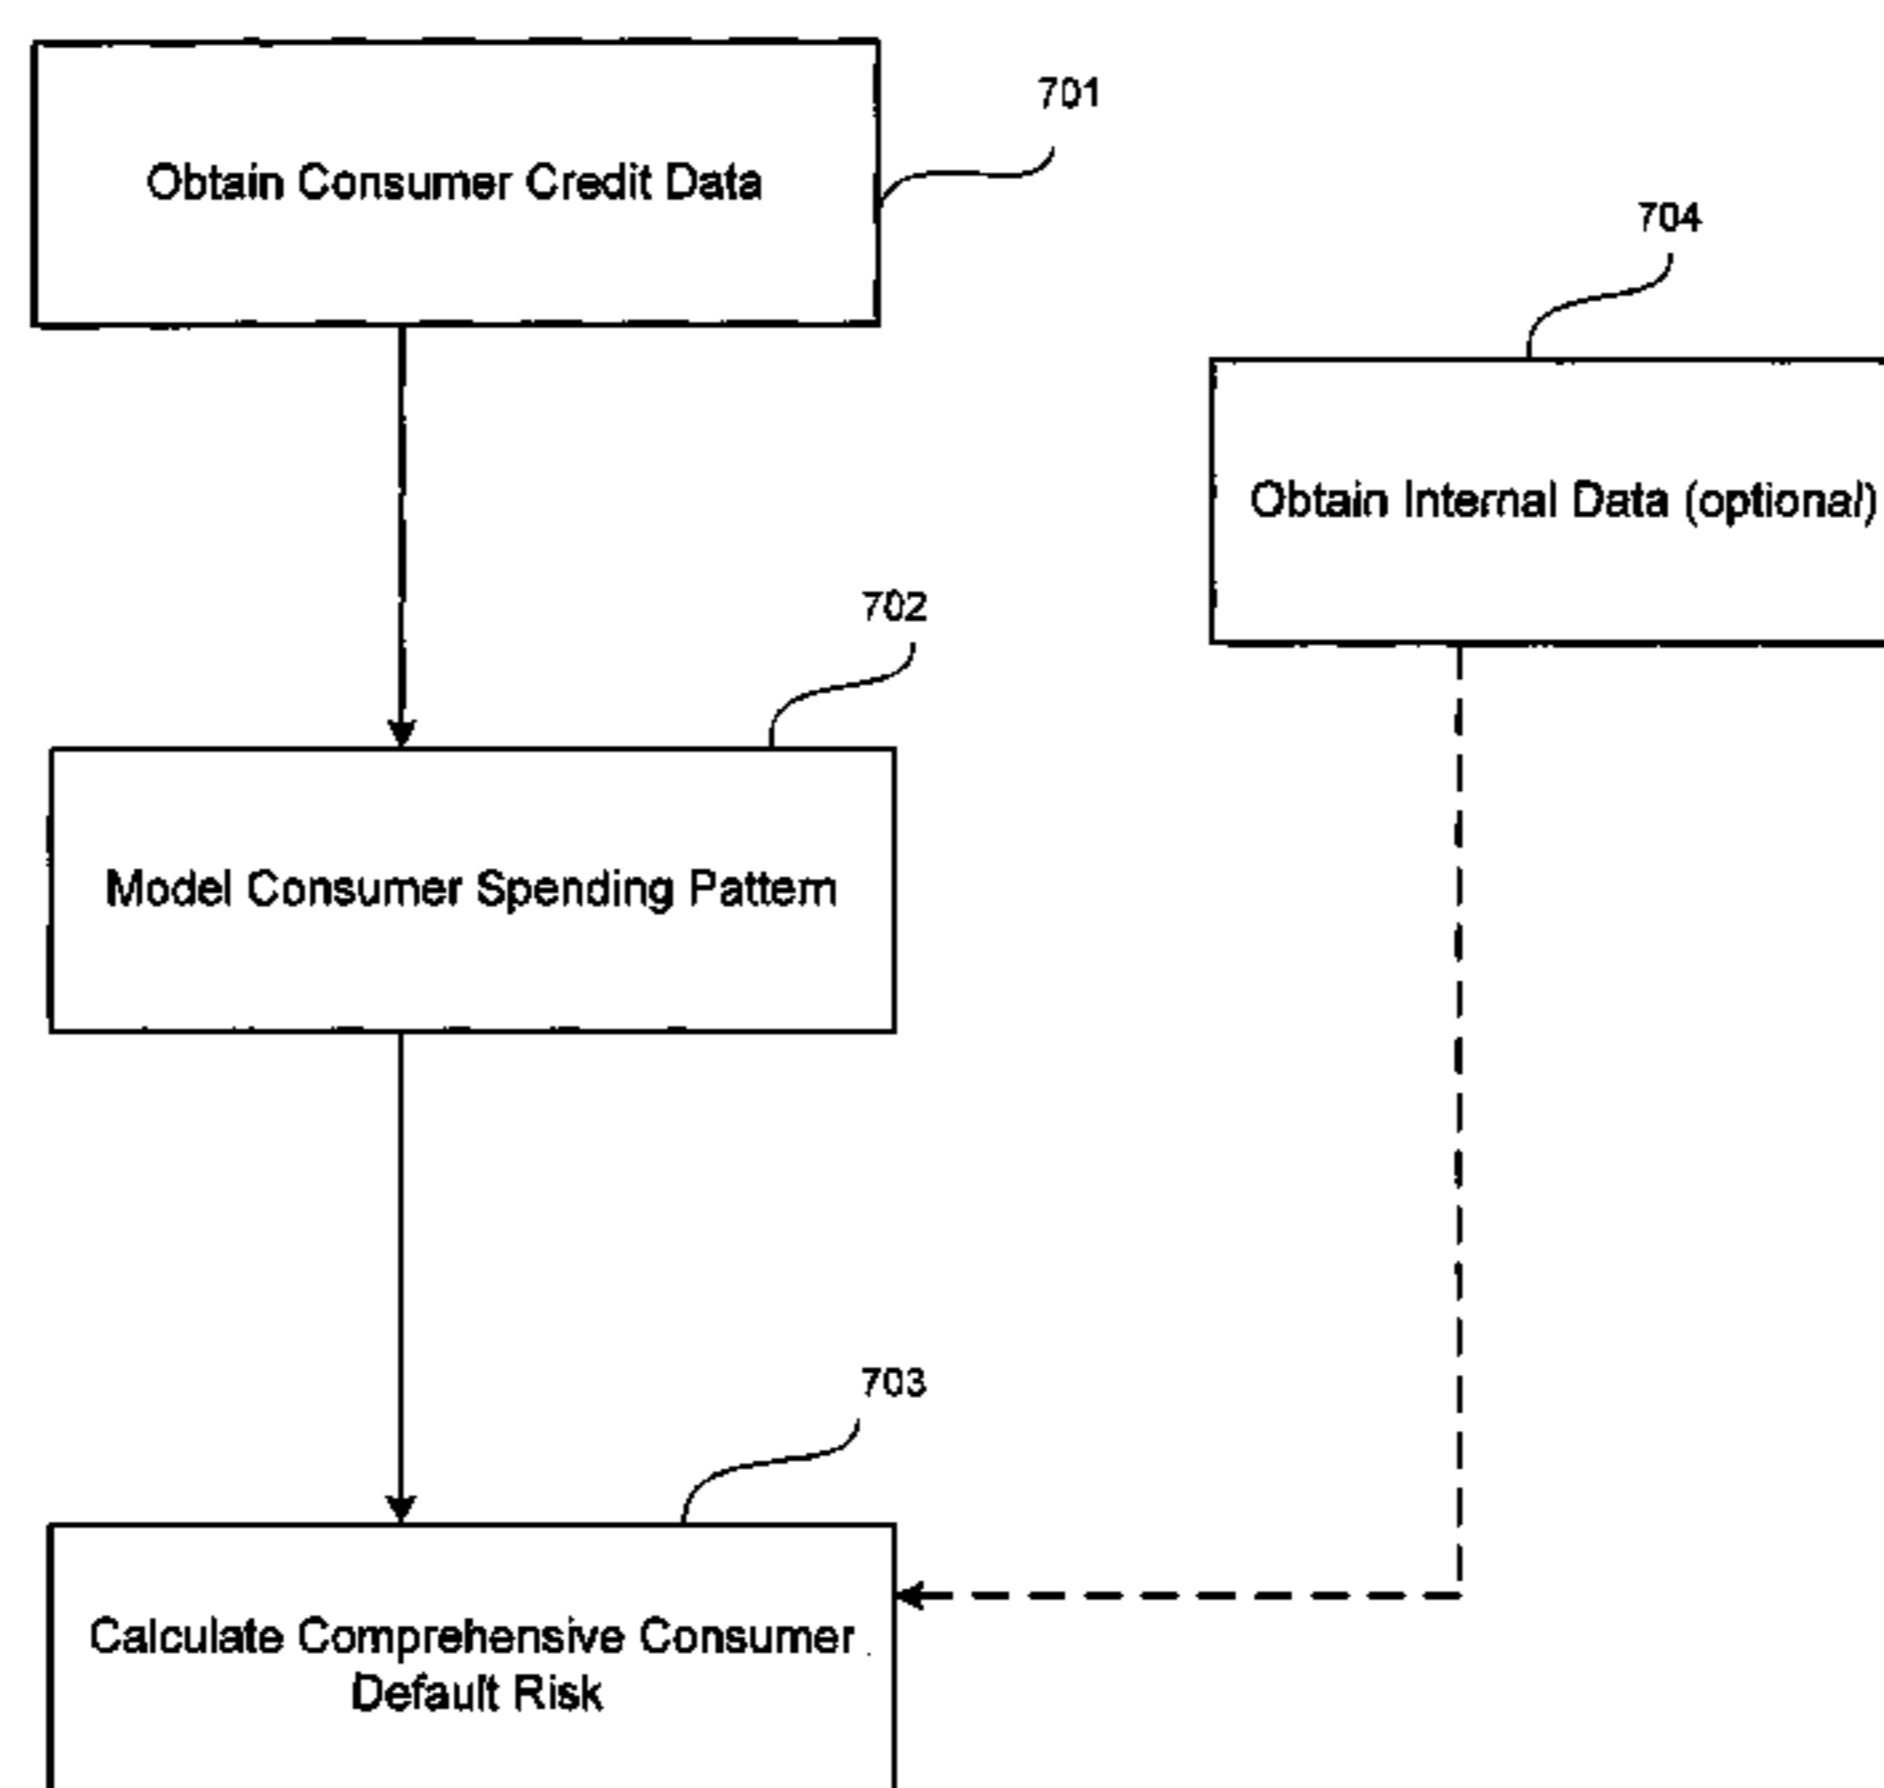 701
Obtain Consumer Credit Data
704
Obtain Internal Data (optional)
702
Model Consumer Spending Pattern
703
Calculate Comprehensive Consumer
Default Risk